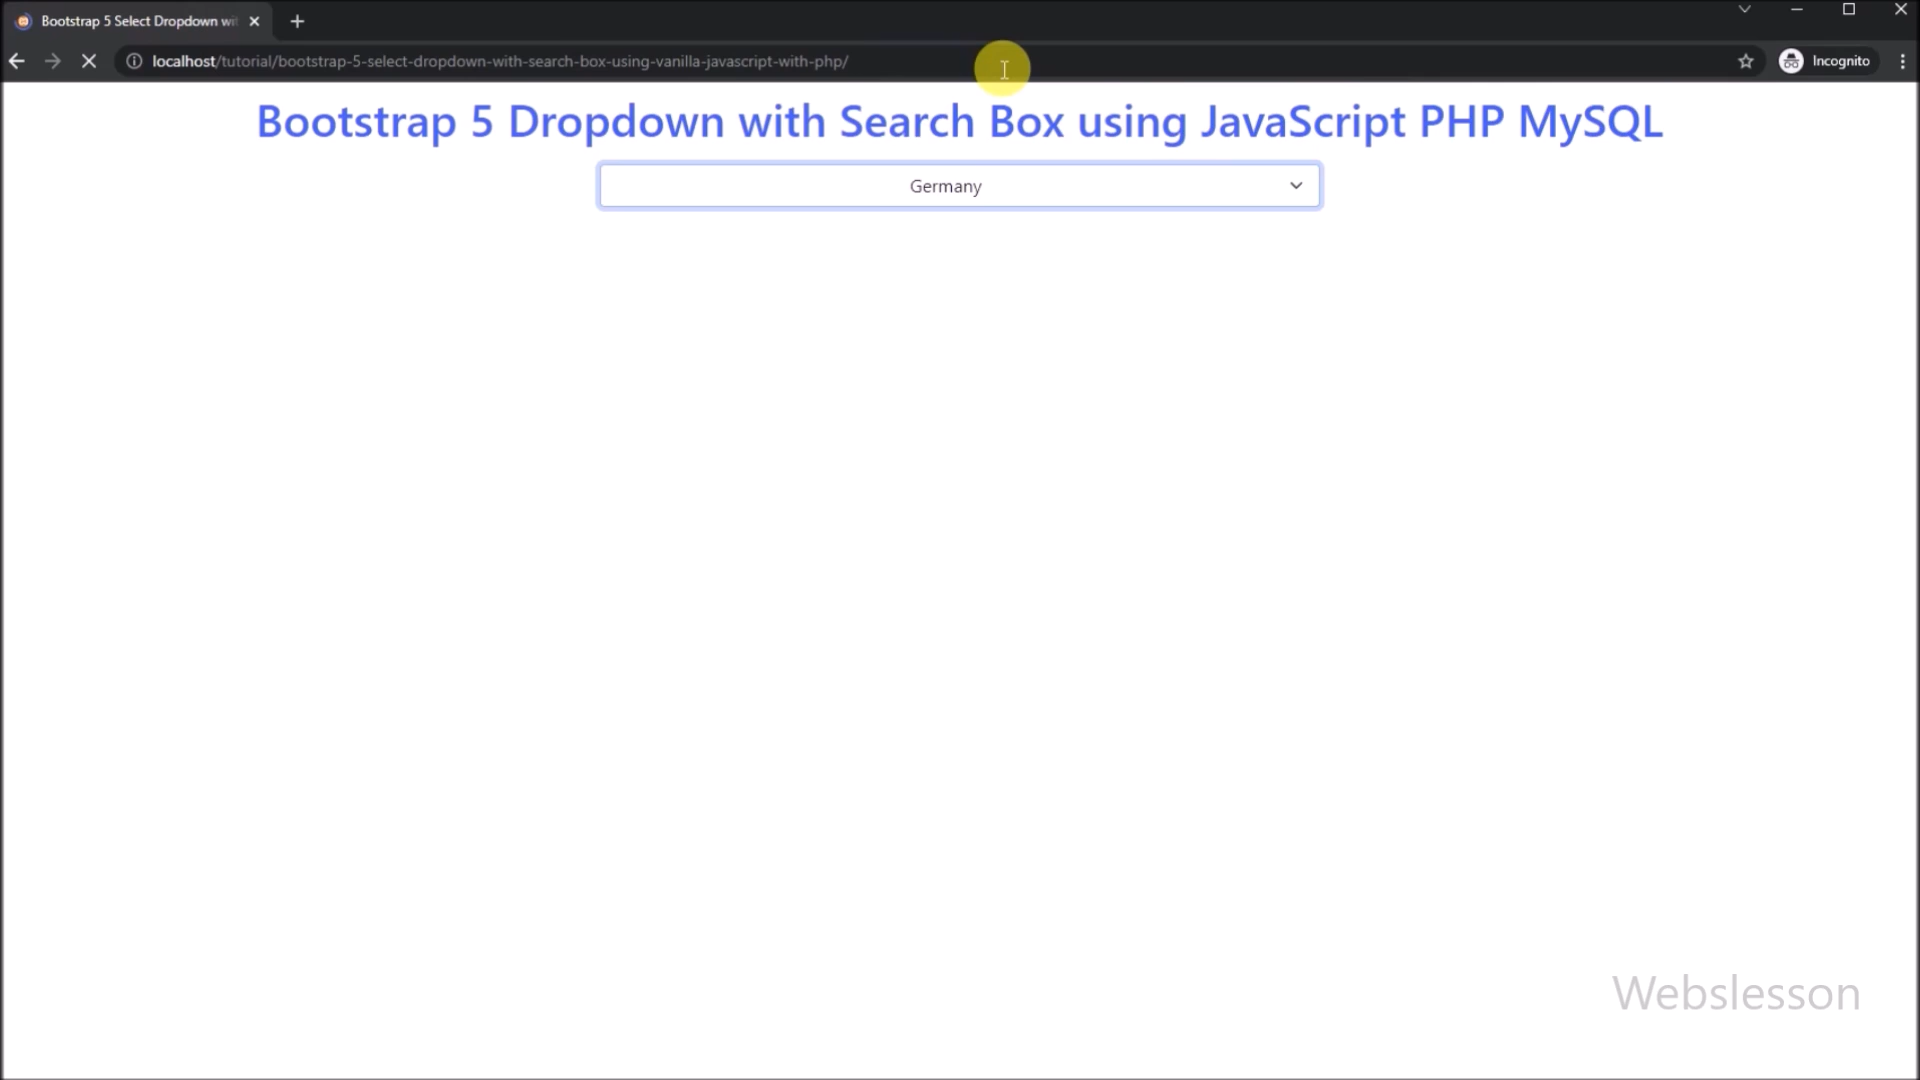 Bootstrap 5 Select Dropdown wi
localhost/tutorial/bootstrap-5-select-dropdown-with-search-box-using-vanilla-javascript-with-php/
Incognito
Bootstrap 5 Dropdown with Search Box using JavaScript PHP MySQL
Germany
Webslesson